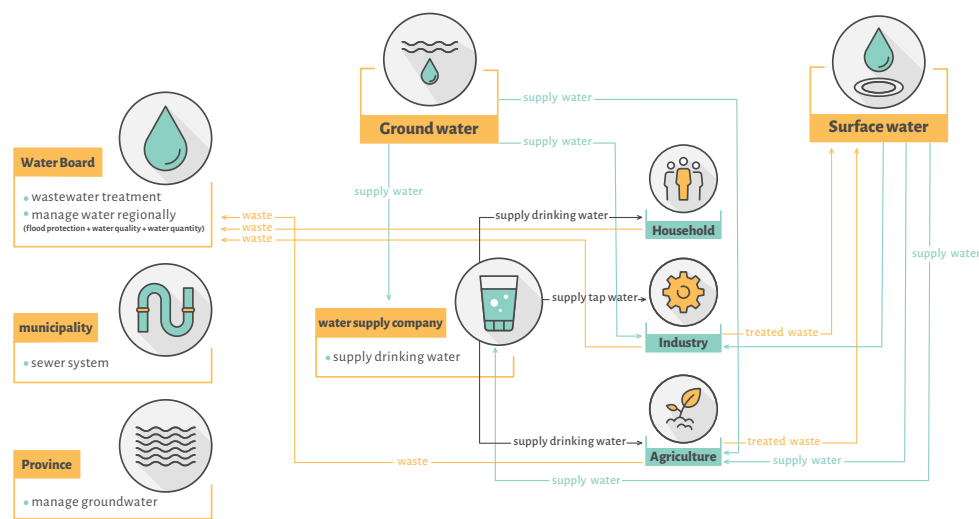 Ground water
Surface water
supply water
supply water
supply water
Water Board
wastewater treatment
manage water regionally
(flood protection + water quality + water quantity)
waste
waste
waste
supply drinking water
Household
supply water
municipality
sewer system
water supply company
supply drinking water
supply tap water
Industry
treated waste
Province
manage groundwater
supply drinking water
Agriculture
treated waste
waste
supply water
supply water